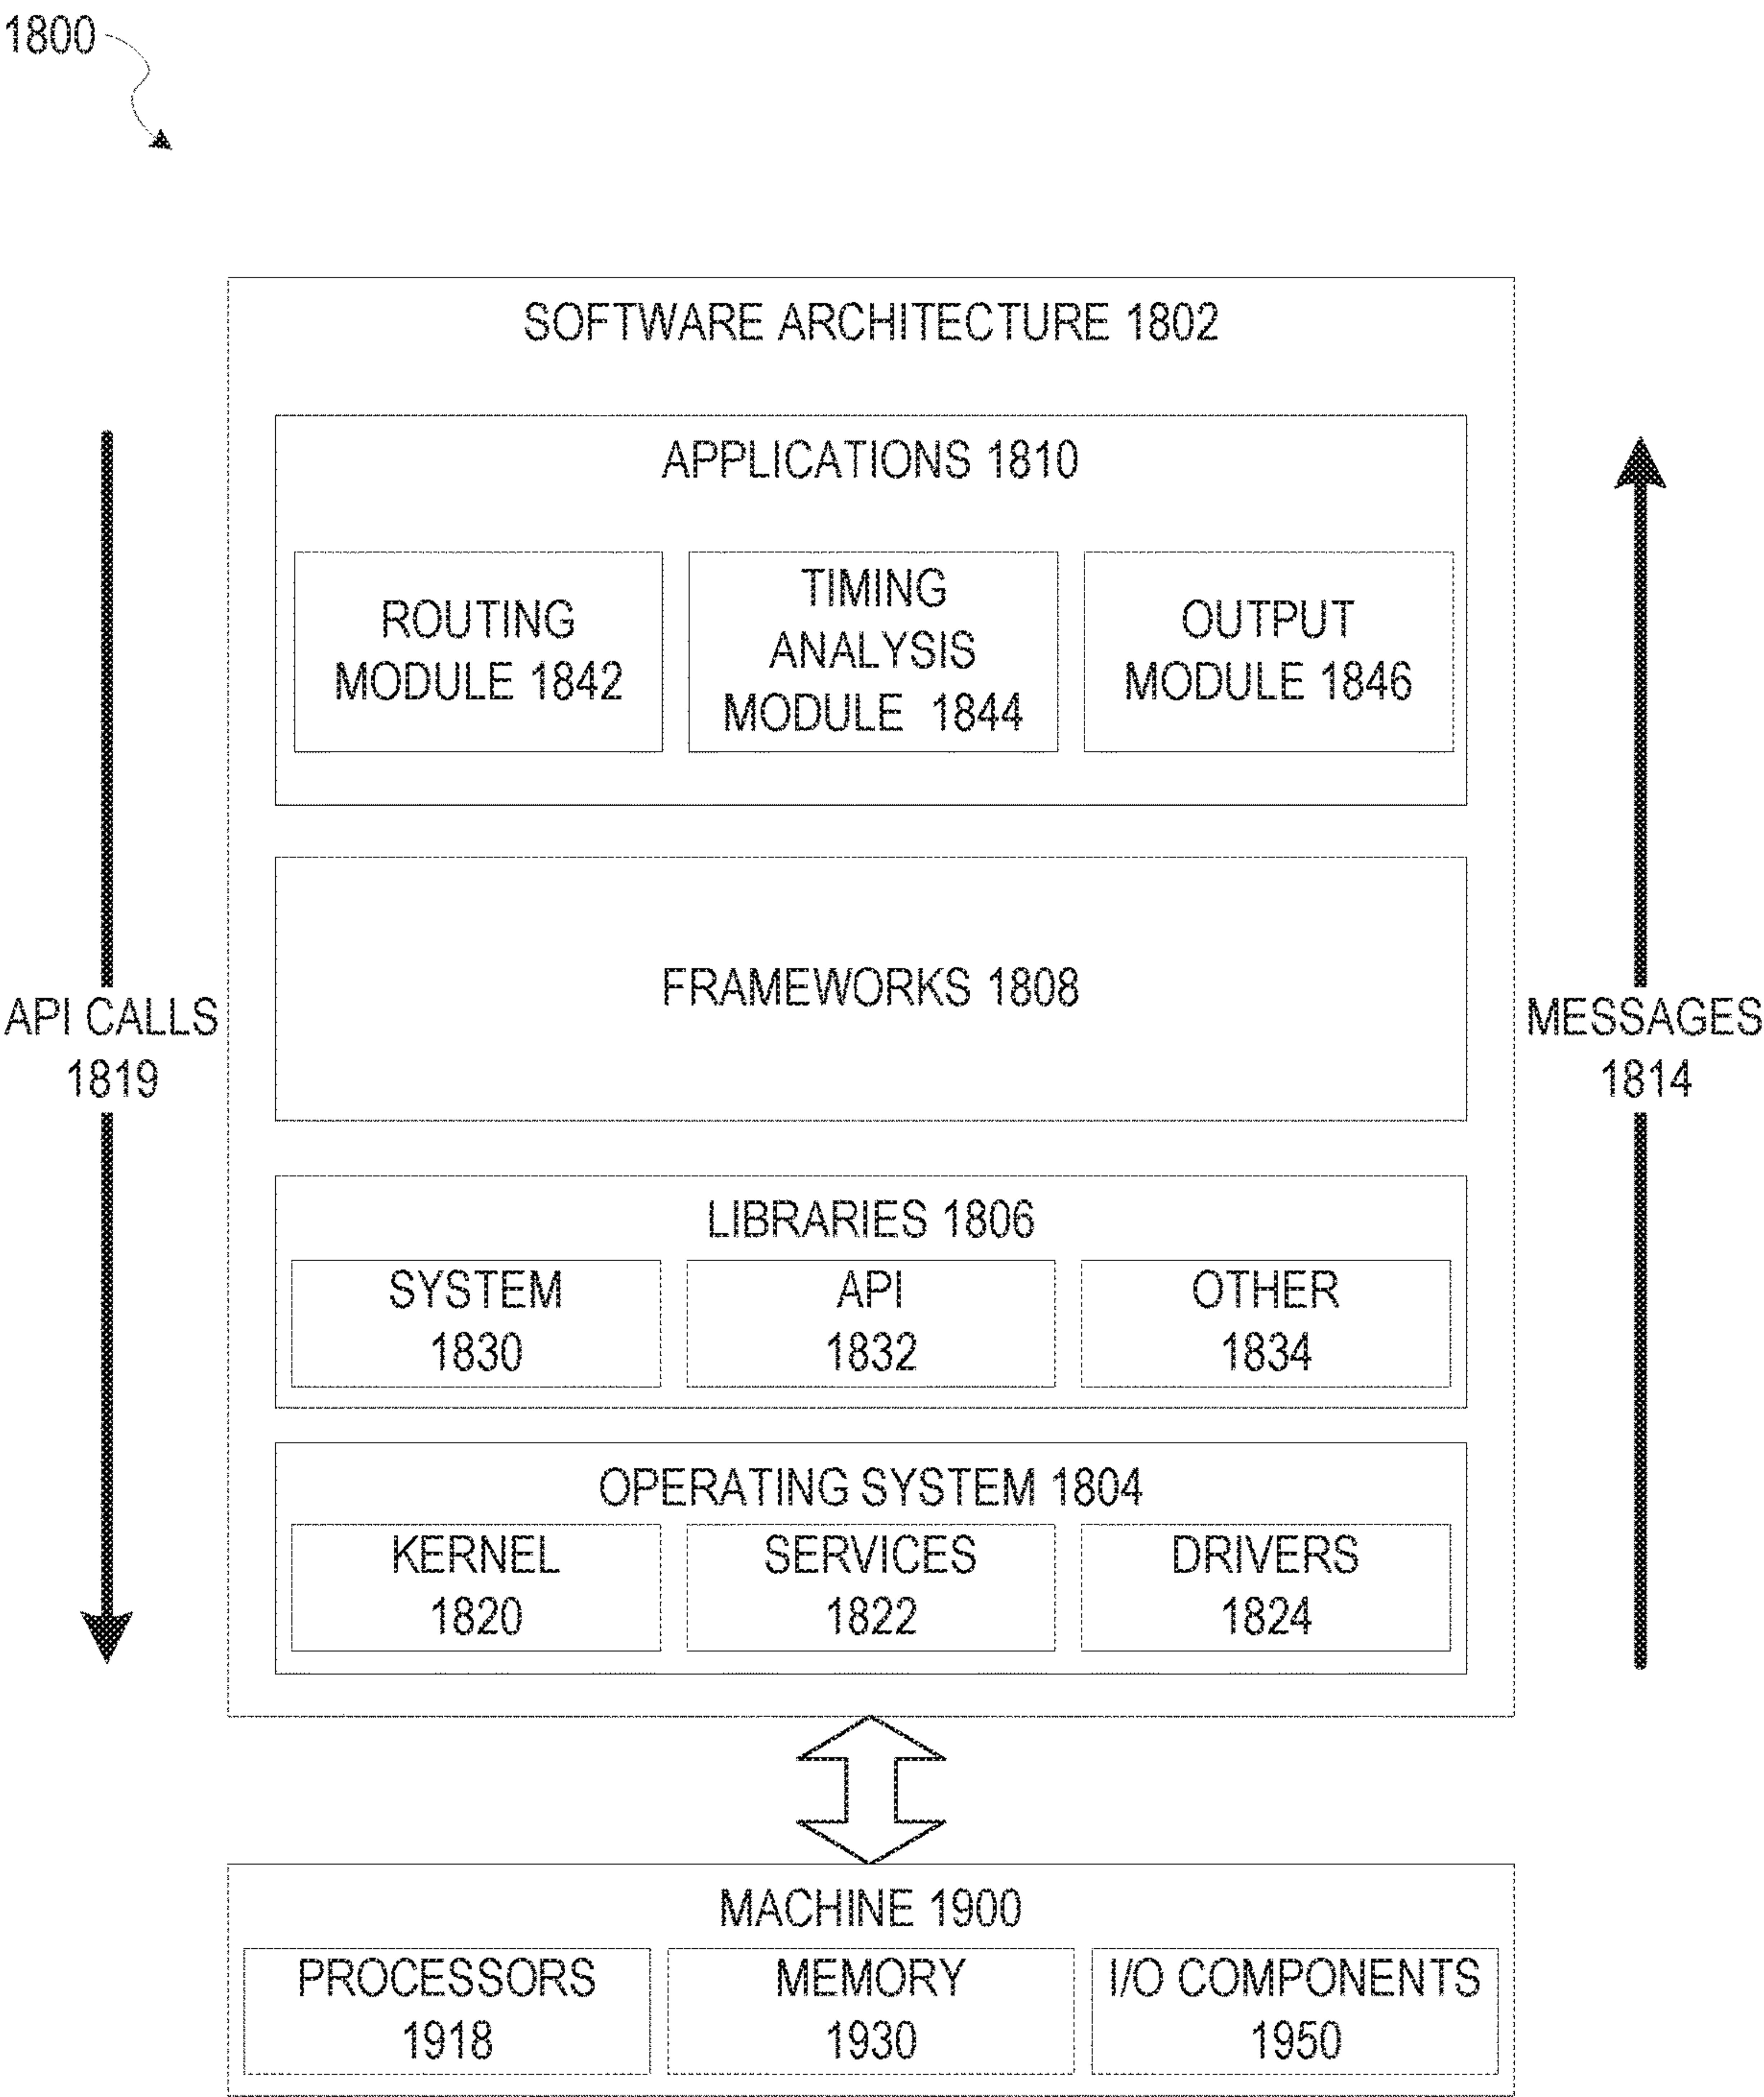 1800
SOFTWARE ARCHITECTURE 1802
APPLICATIONS 1810
ROUTING
MODULE 1842
TIMING
ANALYSIS
MODULE 1844
OUTPUT
MODULE 1846
FRAMEWORKS 1808
API CALLS
1819
MESSAGES
1814
LIBRARIES 1806
SYSTEM
1830
API
1832
OTHER
1834
OPERATING SYSTEM 1804
KERNEL
1820
SERVICES
1822
DRIVERS
1824
MACHINE 1900
PROCESSORS
1918
MEMORY
1930
I/O COMPONENTS
1950